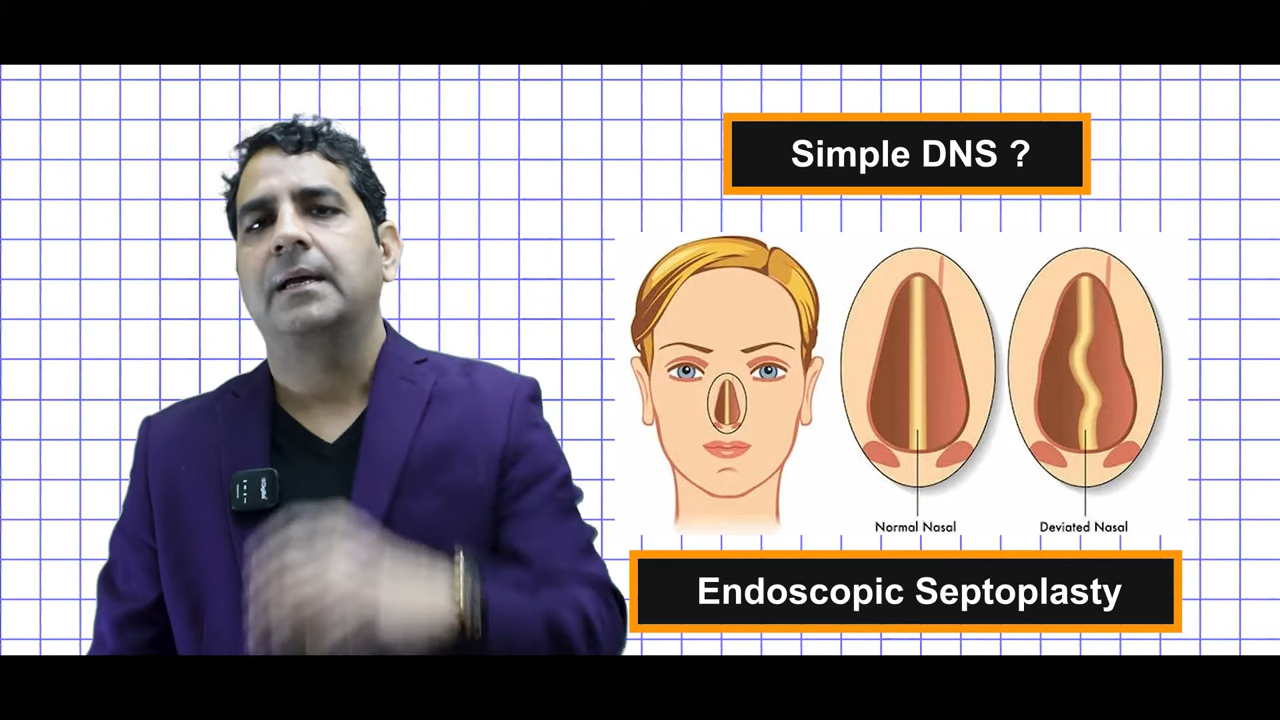 Simple DNS ?
Normal Nasal
Deviated Nasal
Endoscopic Septoplasty